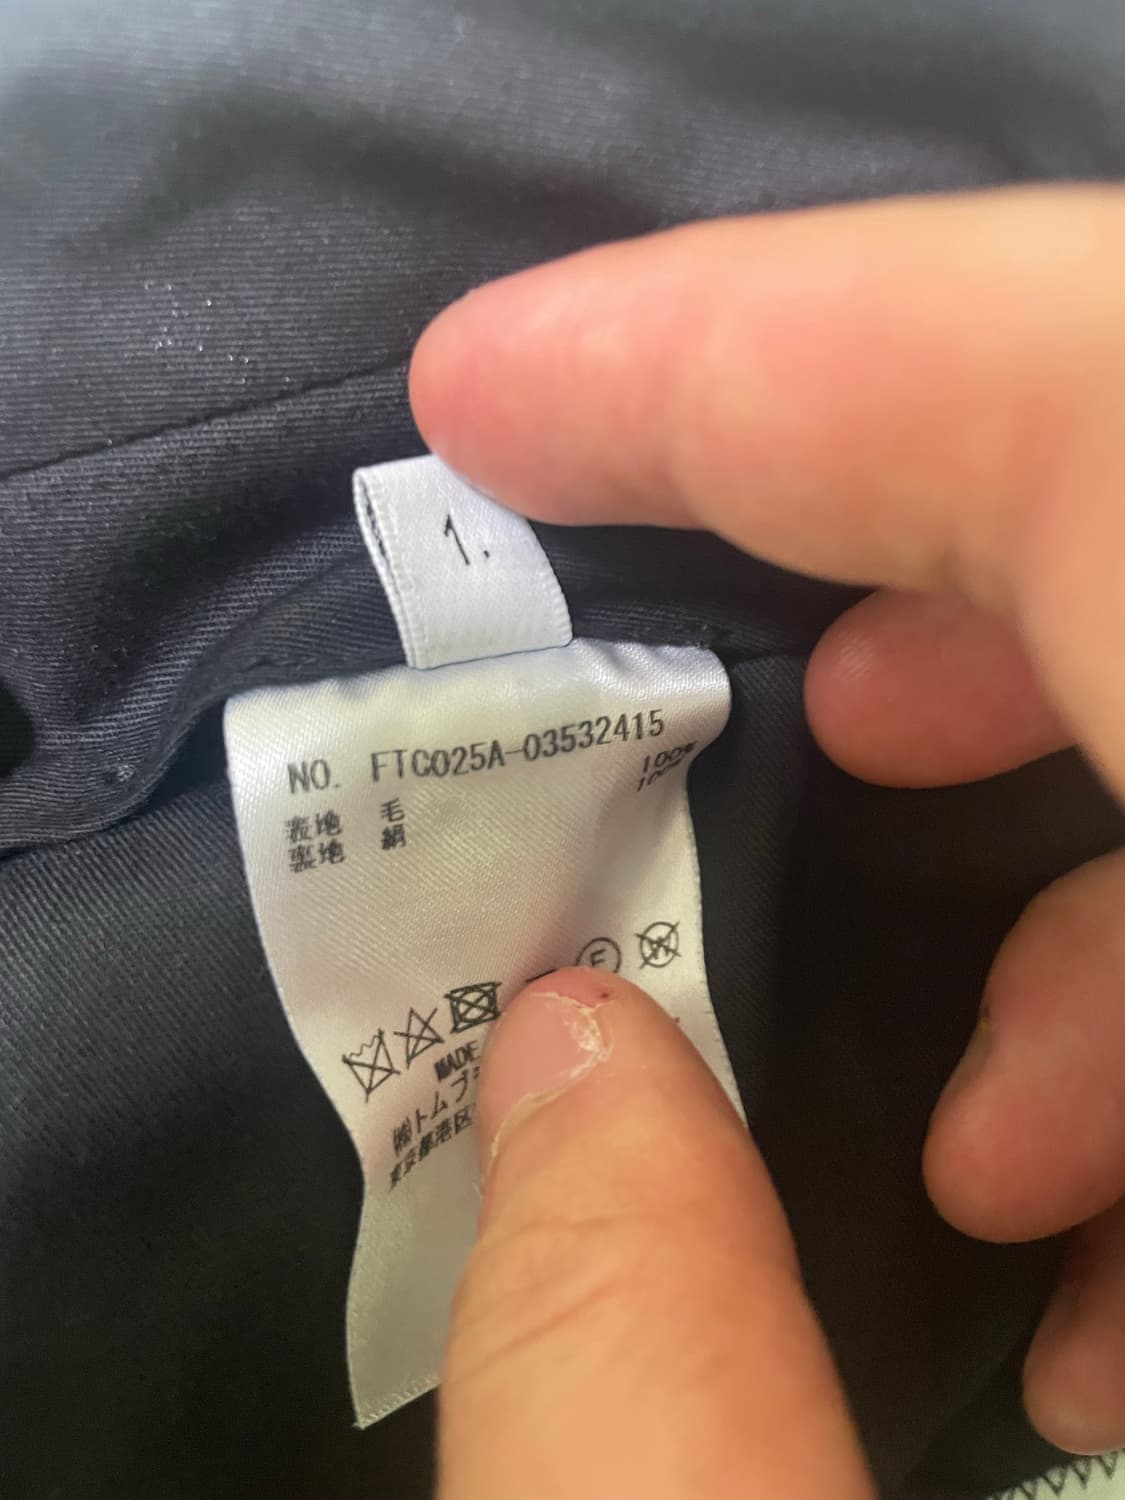 1.
NO. FTC025A-03532415
表地 毛 100%
裏地 絹 100%
F W
MADE
㈱トムブ
東京都港区